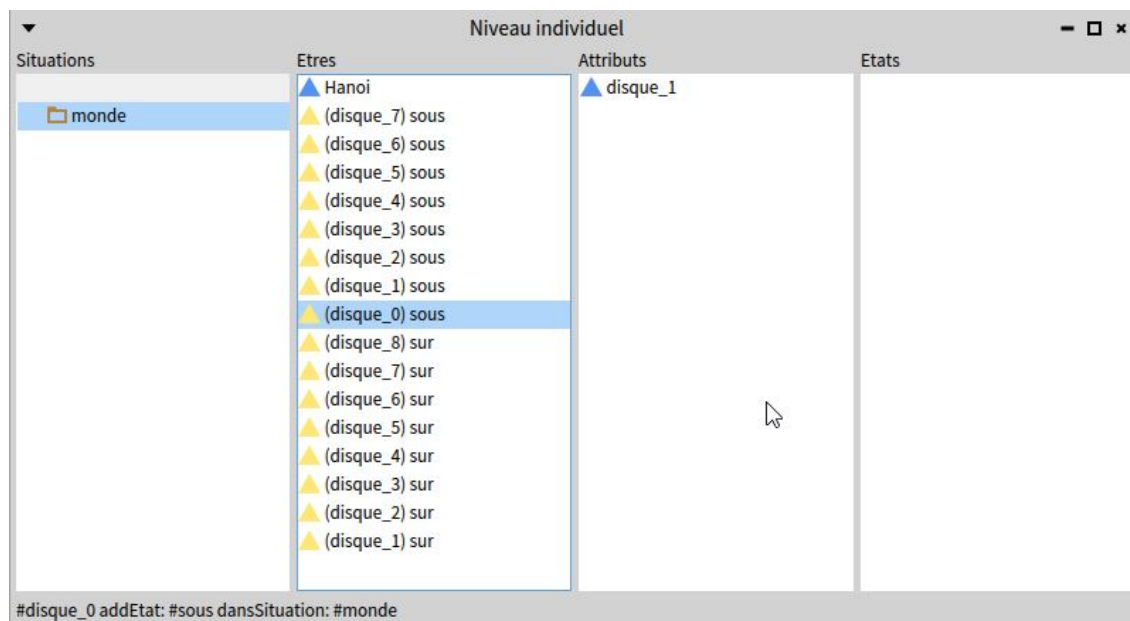 Niveau individuel
Situations Etres Attributs Etats
Hanoi disque_1
monde (disque_7) sous
(disque_6) sous
(disque_5) sous
(disque_4) sous
(disque_3) sous
(disque_2) sous
(disque_1) sous
(disque_0) sous
(disque_8) sur
(disque_7) sur
(disque_6) sur
(disque_5) sur
(disque_4) sur
(disque_3) sur
(disque_2) sur
(disque_1) sur
#disque_0 addEtat: #sous dansSituation: #monde